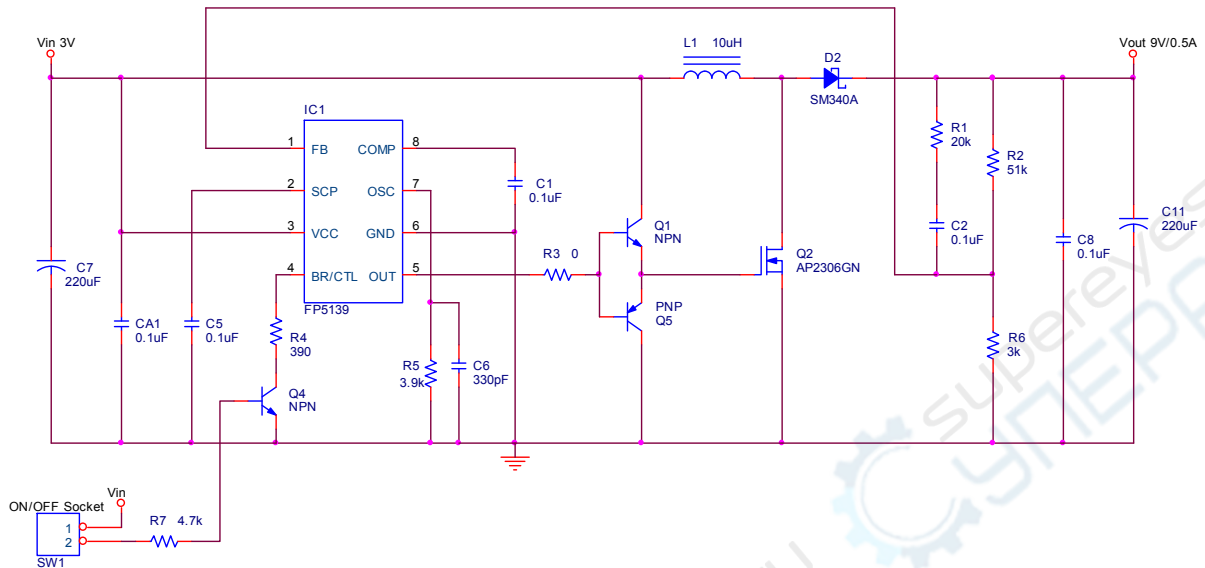 Vin 3V
L1 10uH
D2
SM340A
Vout 9V/0.5A
IC1
1 FB COMP 8
2 SCP OSC 7
3 VCC GND 6
4 BR/CTL OUT 5
FP5139
C1
0.1uF
R1
20k
R2
51k
C2
0.1uF
C8
0.1uF
C11
220uF
R3 0
Q1
NPN
Q2
AP2306GN
PNP
Q5
C7
220uF
CA1
0.1uF
C5
0.1uF
R4
390
R5
3.9k
C6
330pF
R6
3k
Q4
NPN
ON/OFF Socket
Vin
1
2
R7 4.7k
SW1
supereyes